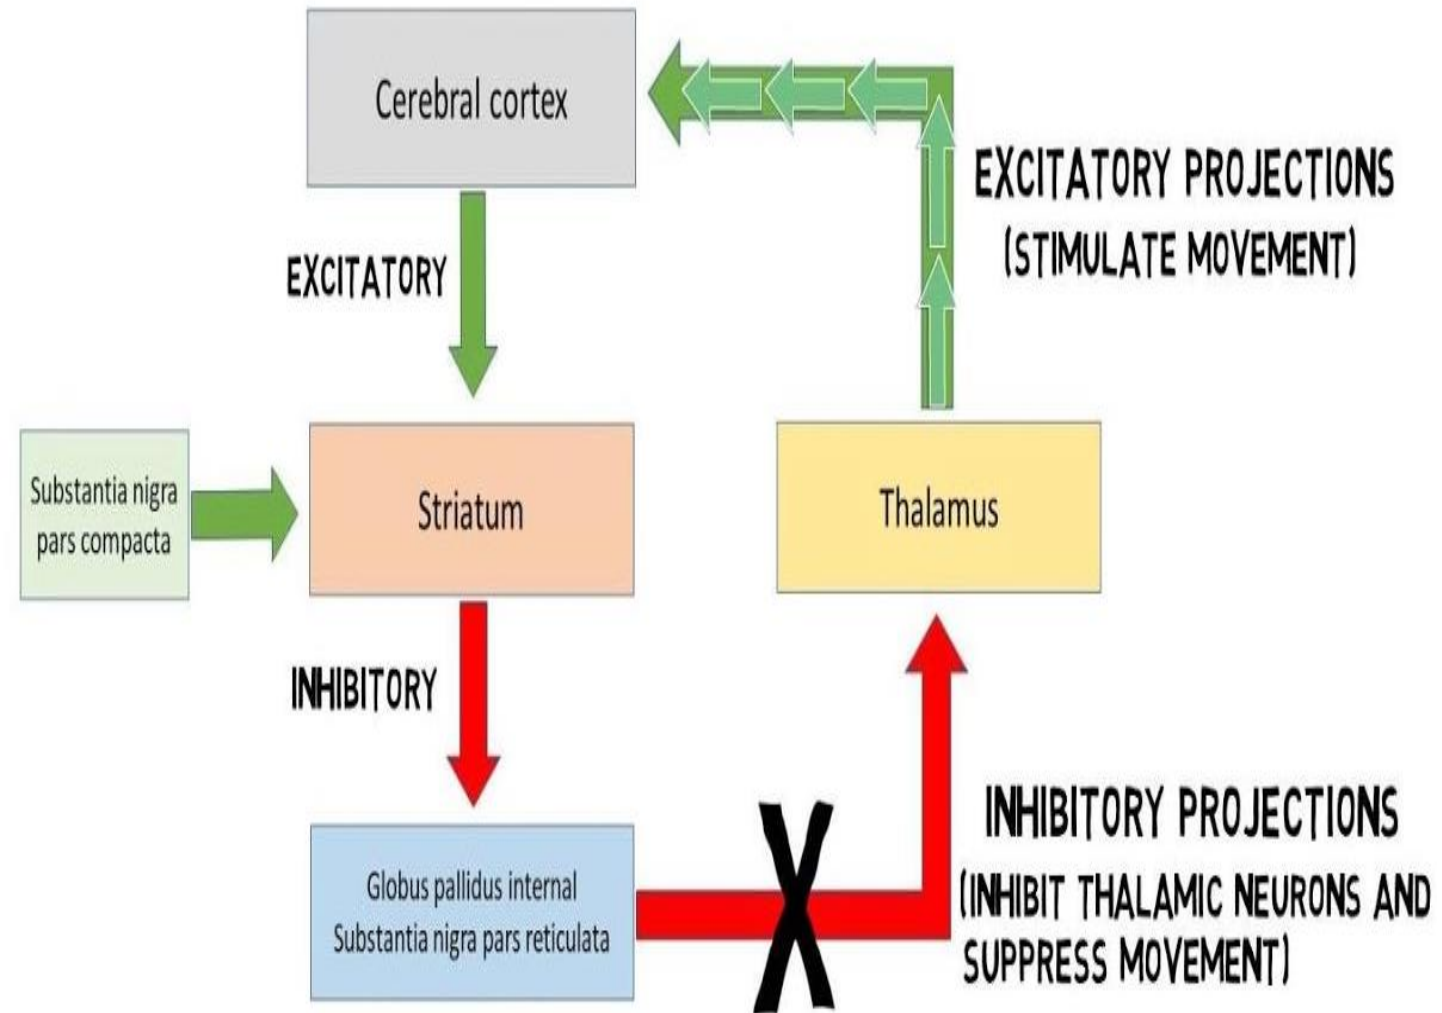 Cerebral cortex
EXCITATORY PROJECTIONS
(STIMULATE MOVEMENT)
EXCITATORY
Substantia nigra
pars compacta
Striatum
Thalamus
INHIBITORY
Globus pallidus internal
Substantia nigra pars reticulata
INHIBITORY PROJECTIONS
(INHIBIT THALAMIC NEURONS AND
SUPPRESS MOVEMENT)